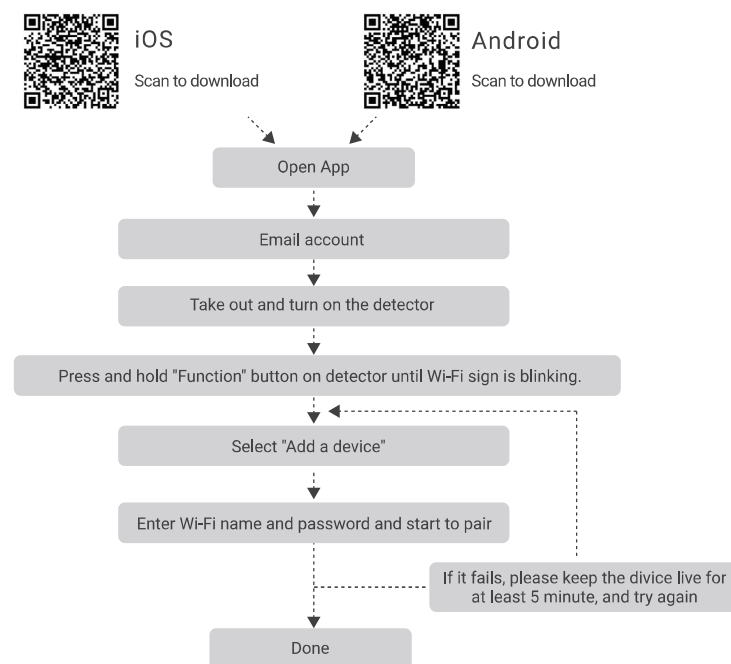 iOS
Scan to download
Android
Scan to download
Open App
Email account
Take out and turn on the detector
Press and hold "Function" button on detector until Wi-Fi sign is blinking.
Select "Add a device"
Enter Wi-Fi name and password and start to pair
If it fails, please keep the divice live for
at least 5 minute, and try again
Done